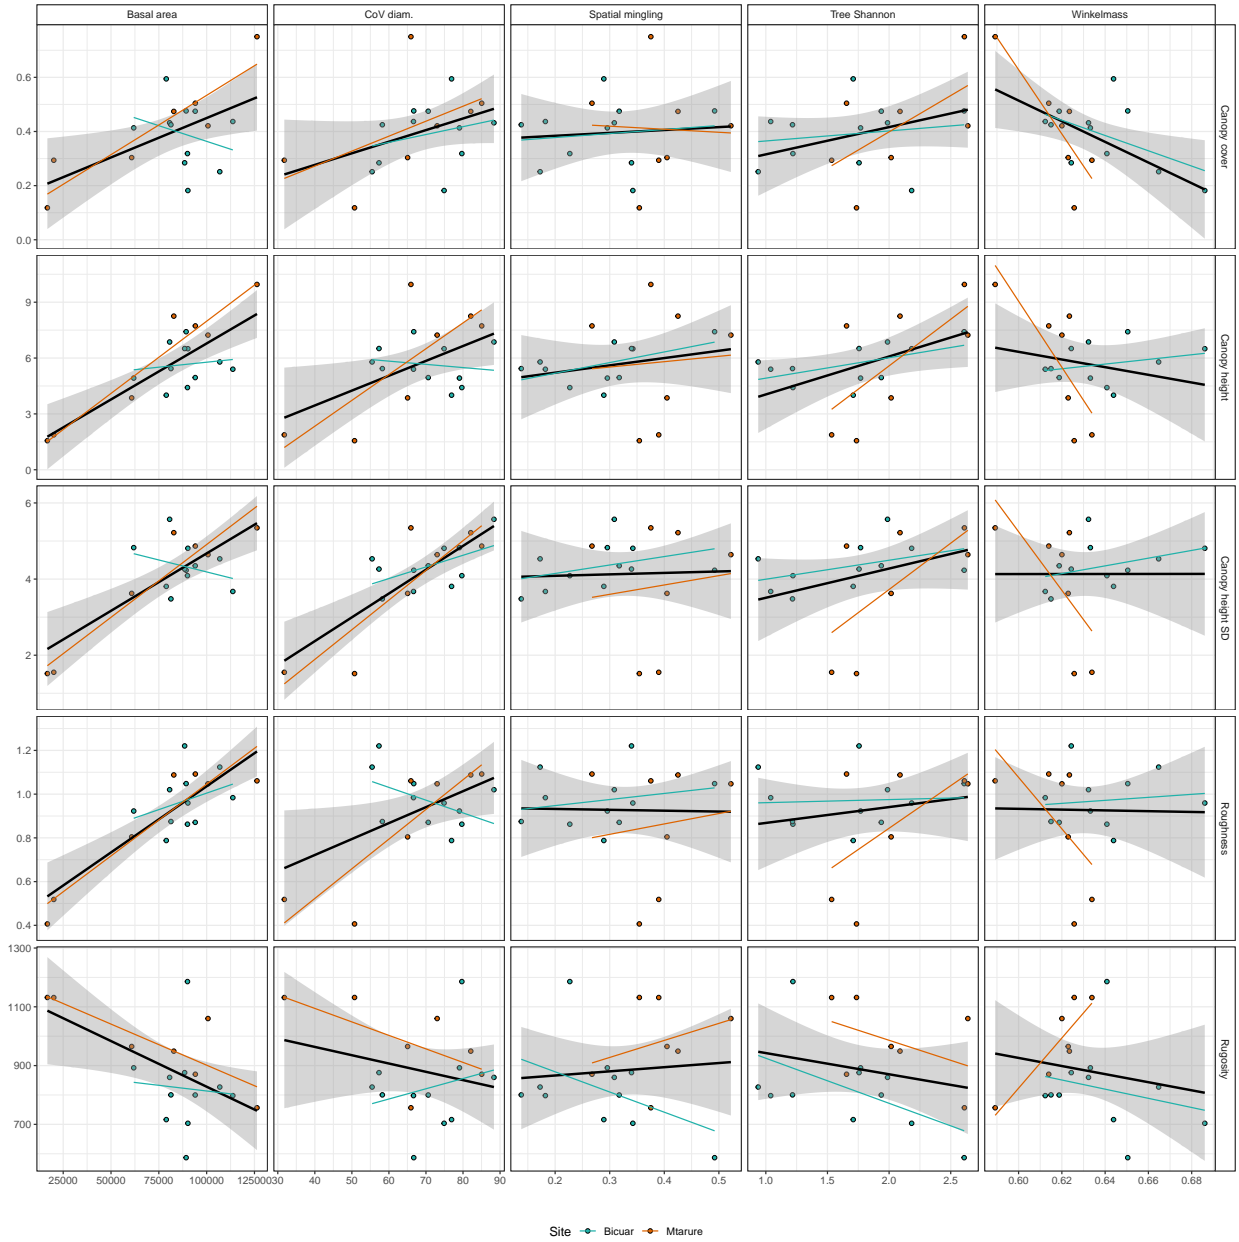 Basal area CoV diam. Spatial mingling Tree Shannon Winkelmass
0.6
0.4
0.2
0.0
Canopy cover
9
6
3
0
Canopy height
6
4
2
Canopy height SD
1.2
1.0
0.8
0.6
0.4
Roughness
1300
1100
900
700
Rugosity
25000 50000 75000 100000 125000 30 40 50 60 70 80 90 0.2 0.3 0.4 0.5 1.0 1.5 2.0 2.5 0.60 0.62 0.64 0.66 0.68
Site Bicuar Mtarure